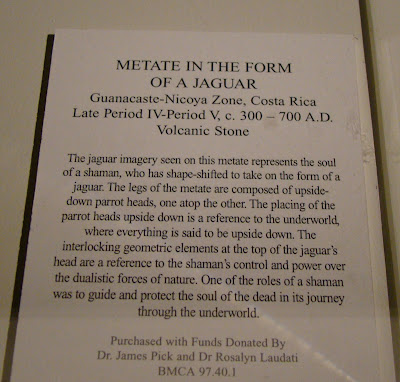 METATE IN THE FORM
OF A JAGUAR
Guanacaste-Nicoya Zone, Costa Rica
Late Period IV-Period V, c. 300 – 700 A.D.
Volcanic Stone
The jaguar imagery seen on this metate represents the soul
of a shaman, who has shape-shifted to take on the form of a
jaguar. The legs of the metate are composed of upside-
down parrot heads, one atop the other. The placing of the
parrot heads upside down is a reference to the underworld,
where everything is said to be upside down. The
interlocking geometric elements at the top of the jaguar's
head are a reference to the shaman's control and power over
the dualistic forces of nature. One of the roles of a shaman
was to guide and protect the soul of the dead in its journey
through the underworld.
Purchased with Funds Donated By
Dr. James Pick and Dr Rosalyn Laudati
BMCA 97.40.1